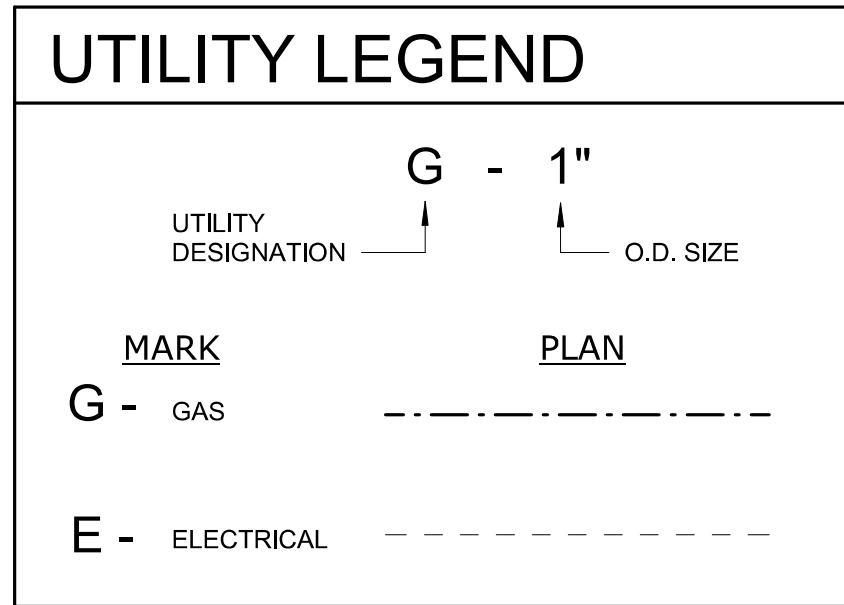 UTILITY LEGEND
G - 1"
UTILITY
DESIGNATION
O.D. SIZE
MARK PLAN
G - GAS
E - ELECTRICAL